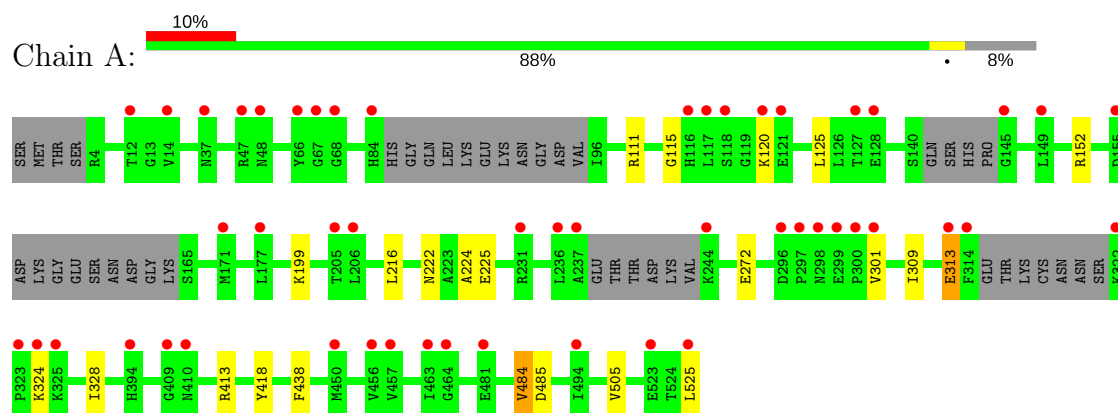 10%
Chain A:
88% • 8%
SER MET THR SER R4 T12 G13 V14 N37 R47 N48 Y66 G67 G68 H84 HIS GLY GLN LEU LYS GLU LYS ASN GLY ASP VAL I96 R111 G115 H116 L117 S118 G119 K120 E121 L125 L126 T127 E128 S140 GLN SER HIS PRO G145 L149 R152 D155
ASP LYS GLY GLU SER ASN ASP GLY LYS S165 M171 L177 K199 T205 L206 L216 N222 A223 A224 E225 R231 L236 A237 GLU THR THR ASP LYS VAL K244 E272 D296 P297 N298 E299 P300 V301 I309 E313 F314 GLU THR LYS CYS ASN ASN SER K322
P323 K324 K325 I328 H394 G409 N410 R413 Y418 F438 M450 V456 V457 I463 G464 E481 V484 D485 I494 V505 E523 T524 L525